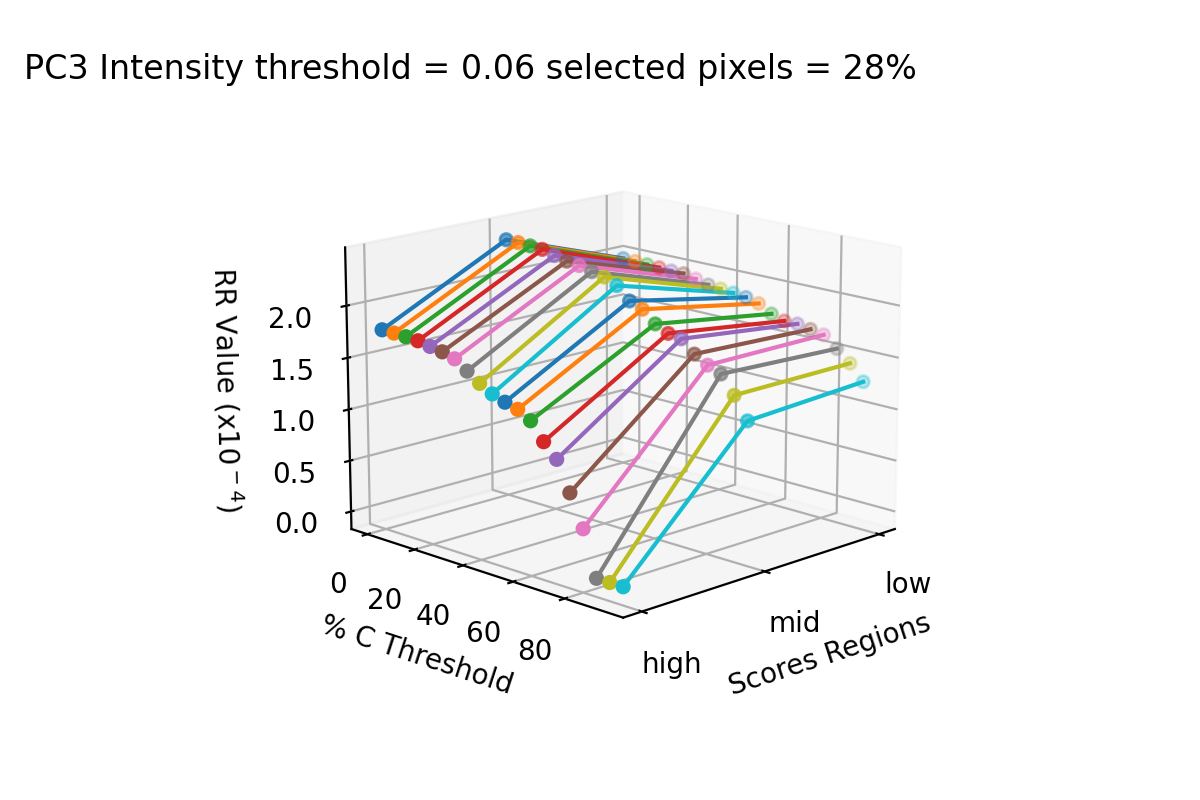 PC3 Intensity threshold = 0.06 selected pixels = 28%
RR Value (x10⁻⁴)
2.0
1.5
1.0
0.5
0.0
0
20
40
60
80
% C Threshold
high
mid
low
Scores Regions